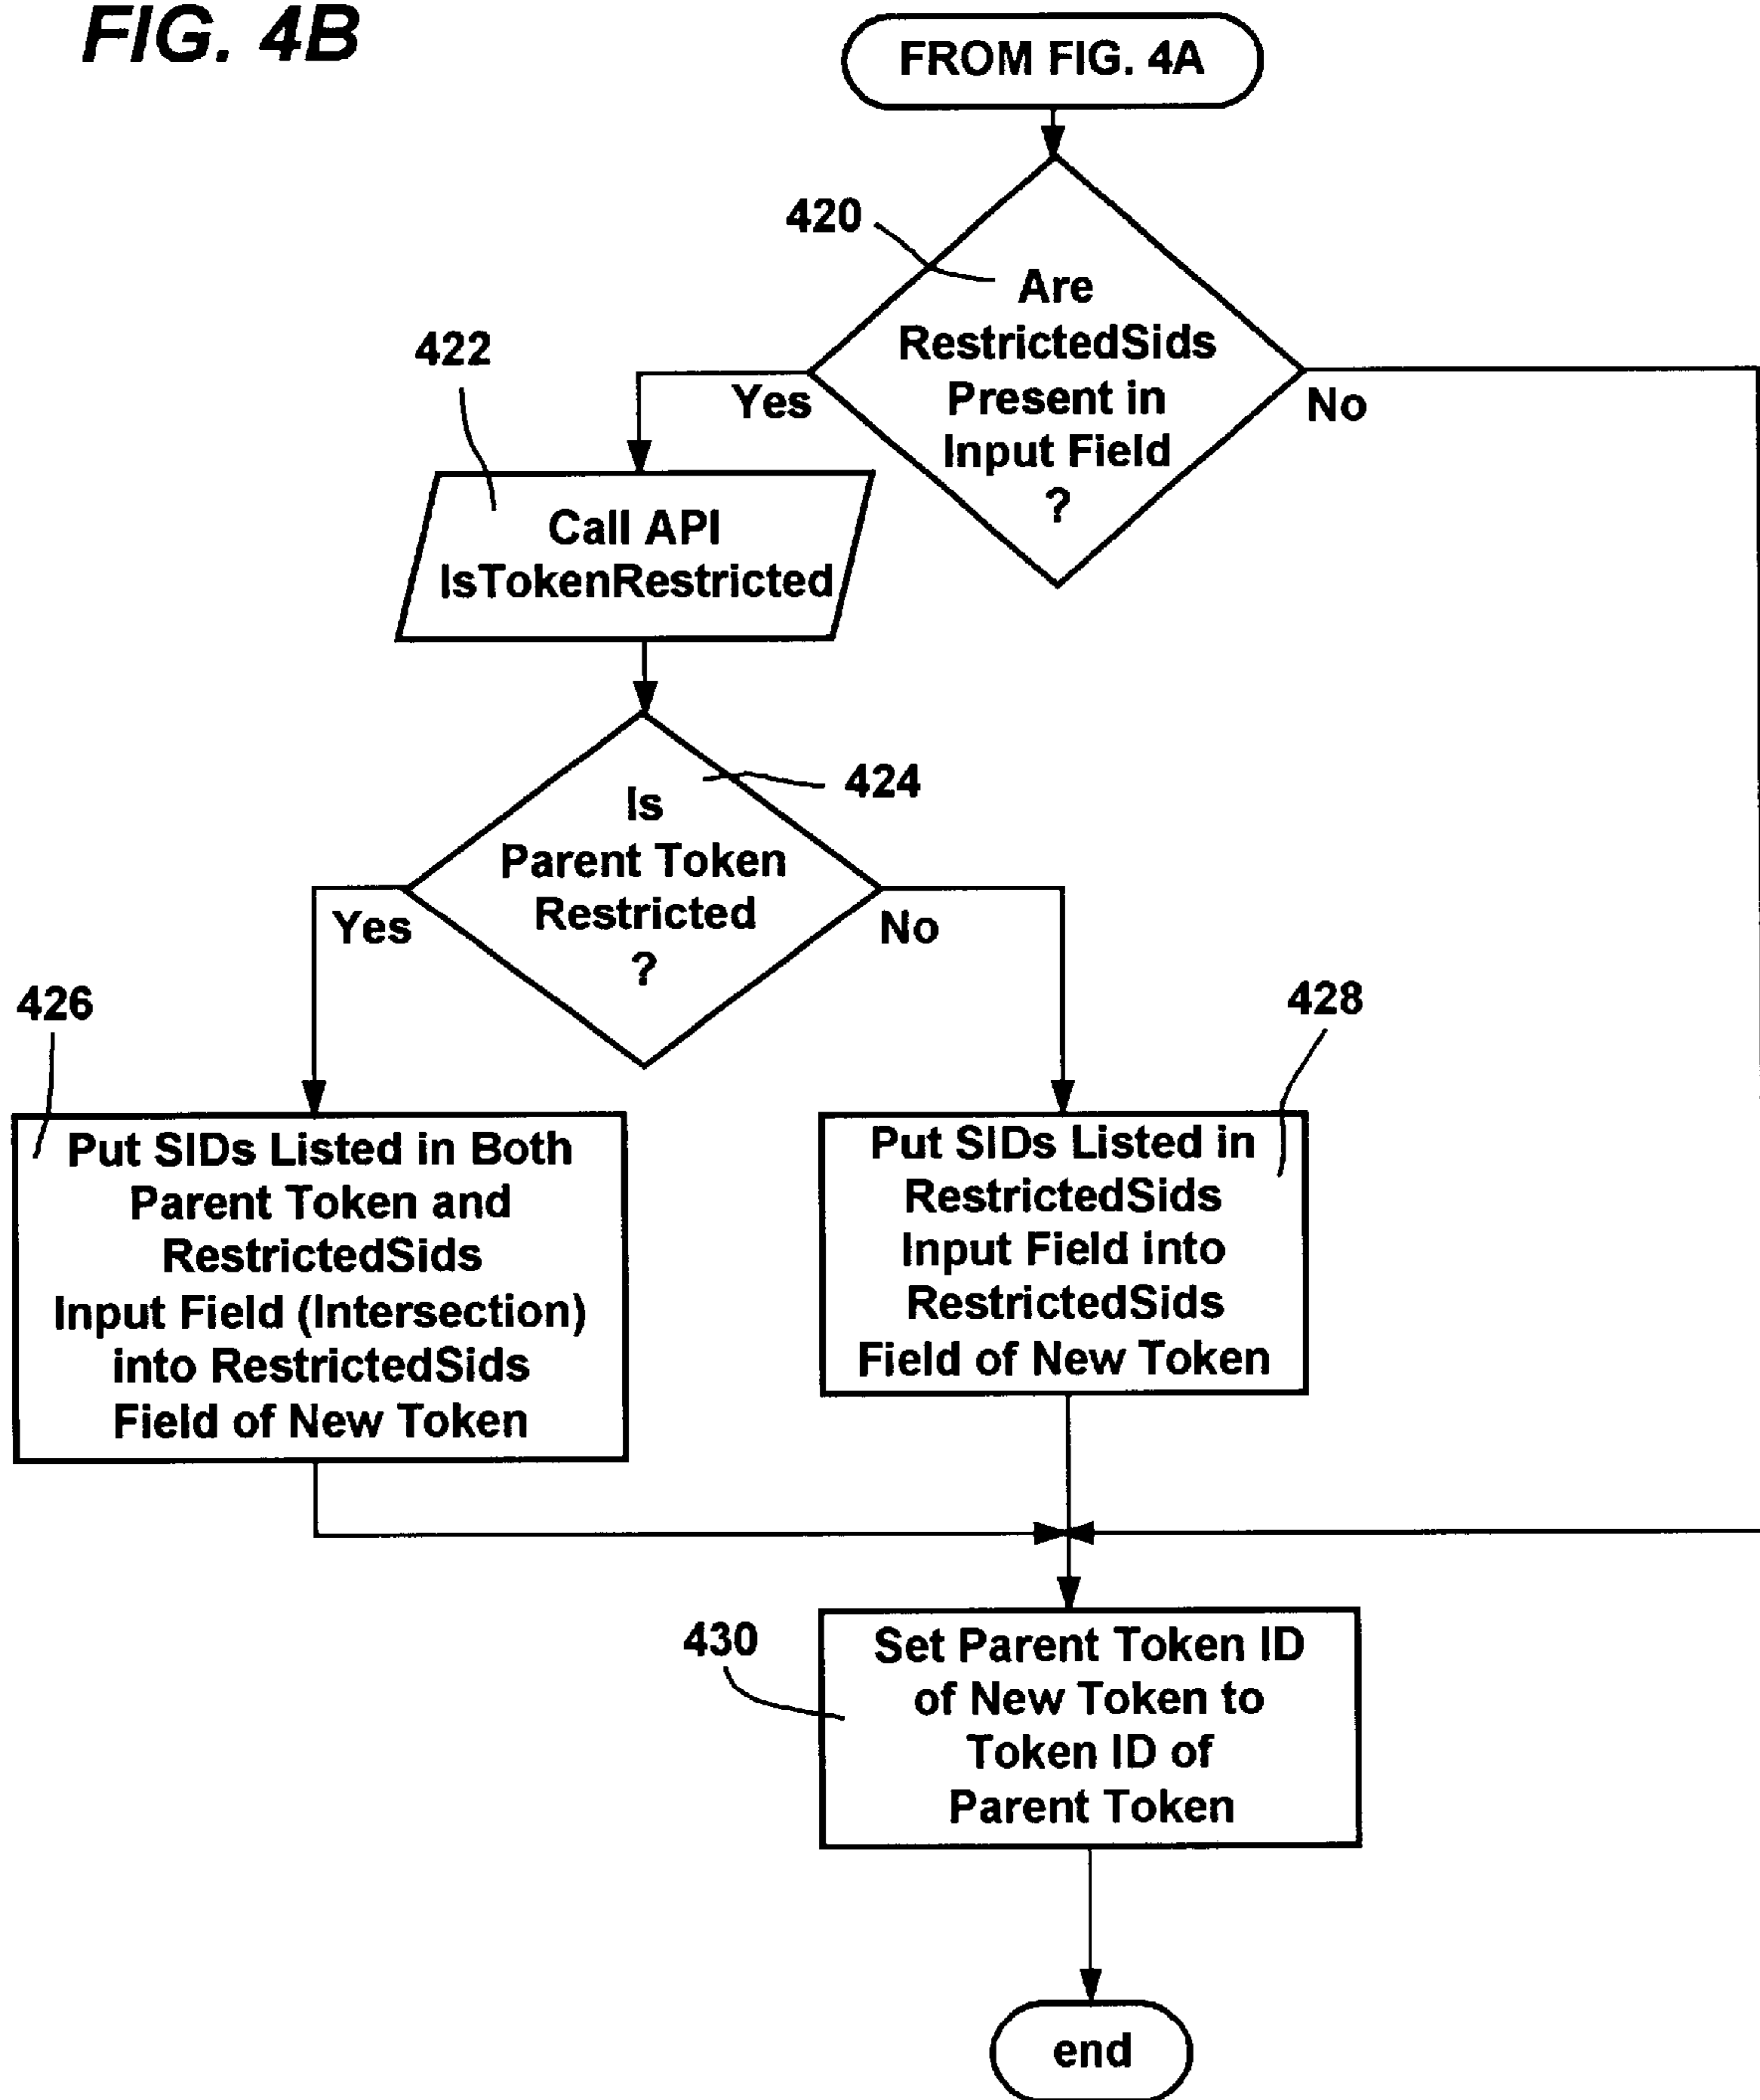 FIG. 4B
FROM FIG. 4A
420
Are
RestrictedSids
Present in
Input Field
?
Yes
No
422
Call API
IsTokenRestricted
424
Is
Parent Token
Restricted
?
Yes
No
426
Put SIDs Listed in Both
Parent Token and
RestrictedSids
Input Field (Intersection)
into RestrictedSids
Field of New Token
428
Put SIDs Listed in
RestrictedSids
Input Field into
RestrictedSids
Field of New Token
430
Set Parent Token ID
of New Token to
Token ID of
Parent Token
end